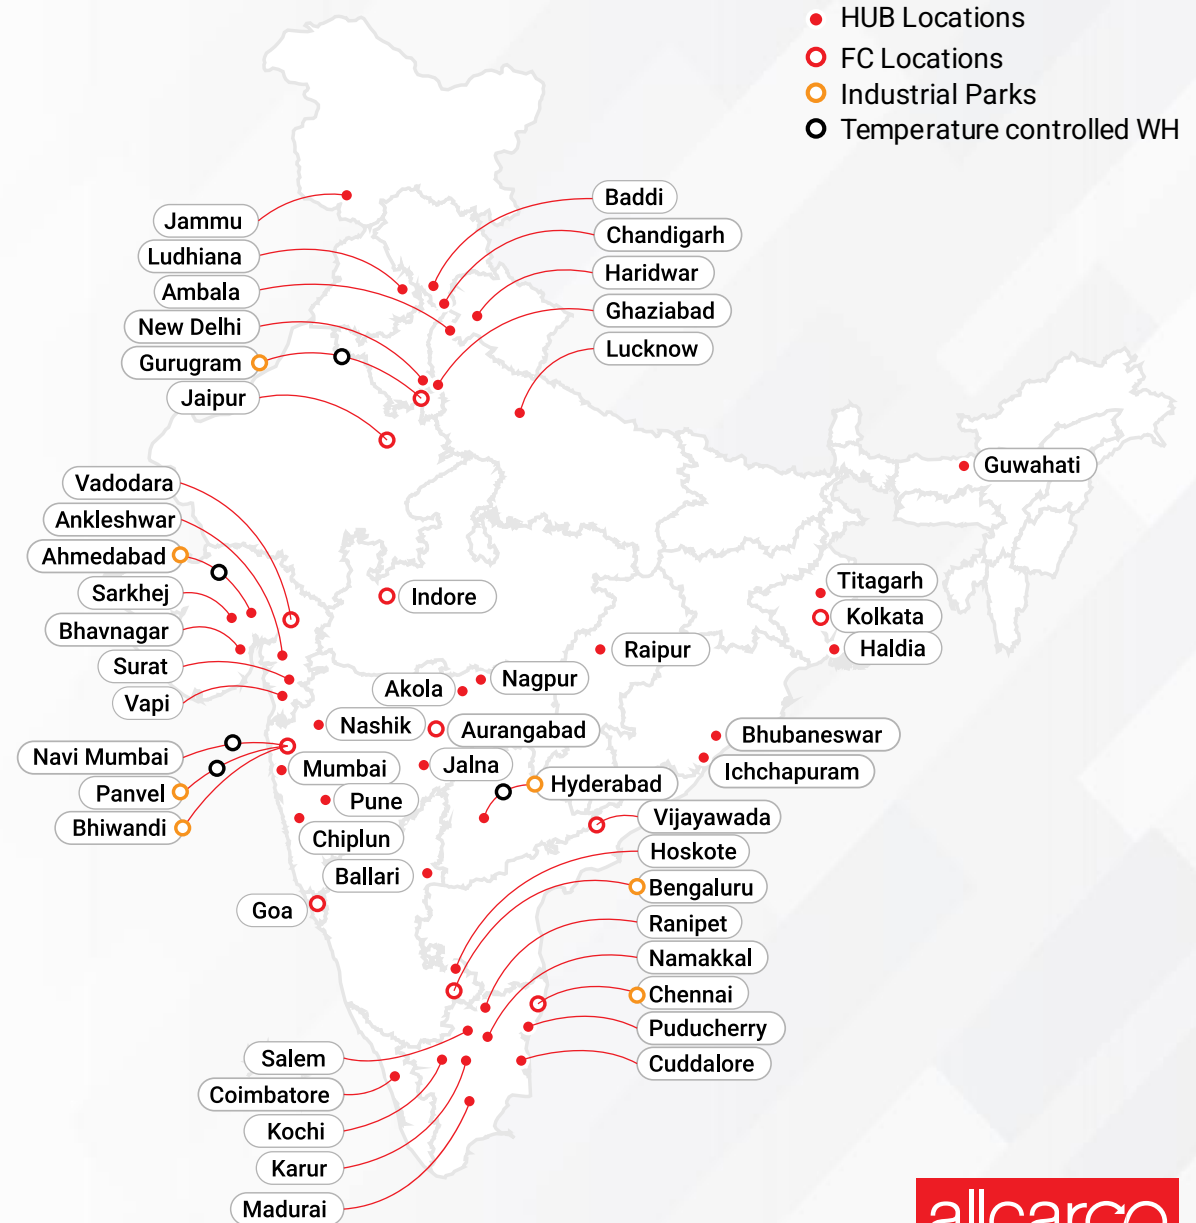 HUB Locations
FC Locations
Industrial Parks
Temperature controlled WH
Jammu
Ludhiana
Ambala
New Delhi
Gurugram
Jaipur
Baddi
Chandigarh
Haridwar
Ghaziabad
Lucknow
Guwahati
Vadodara
Ankleshwar
Ahmedabad
Sarkhej
Bhavnagar
Surat
Vapi
Indore
Titagarh
Kolkata
Haldia
Raipur
Nagpur
Akola
Nashik
Aurangabad
Bhubaneswar
Ichchapuram
Navi Mumbai
Panvel
Bhiwandi
Mumbai
Jalna
Hyderabad
Pune
Chiplun
Ballari
Goa
Vijayawada
Hoskote
Bengaluru
Ranipet
Namakkal
Chennai
Puducherry
Cuddalore
Salem
Coimbatore
Kochi
Karur
Madurai
allcargo